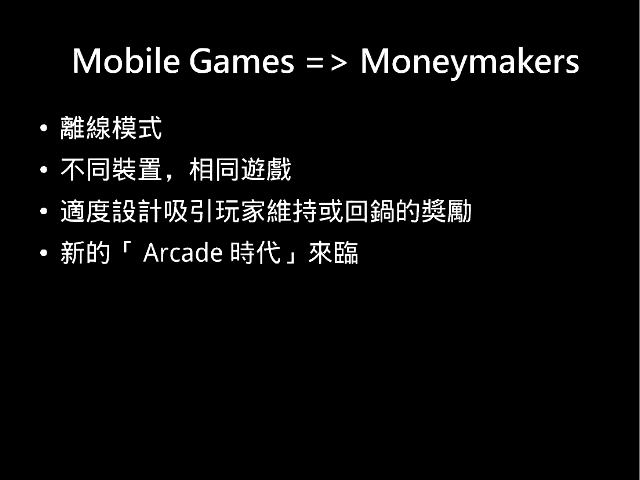 Mobile Games => Moneymakers
• 離線模式
• 不同裝置，相同遊戲
• 適度設計吸引玩家維持或回鍋的獎勵
• 新的「 Arcade 時代」來臨